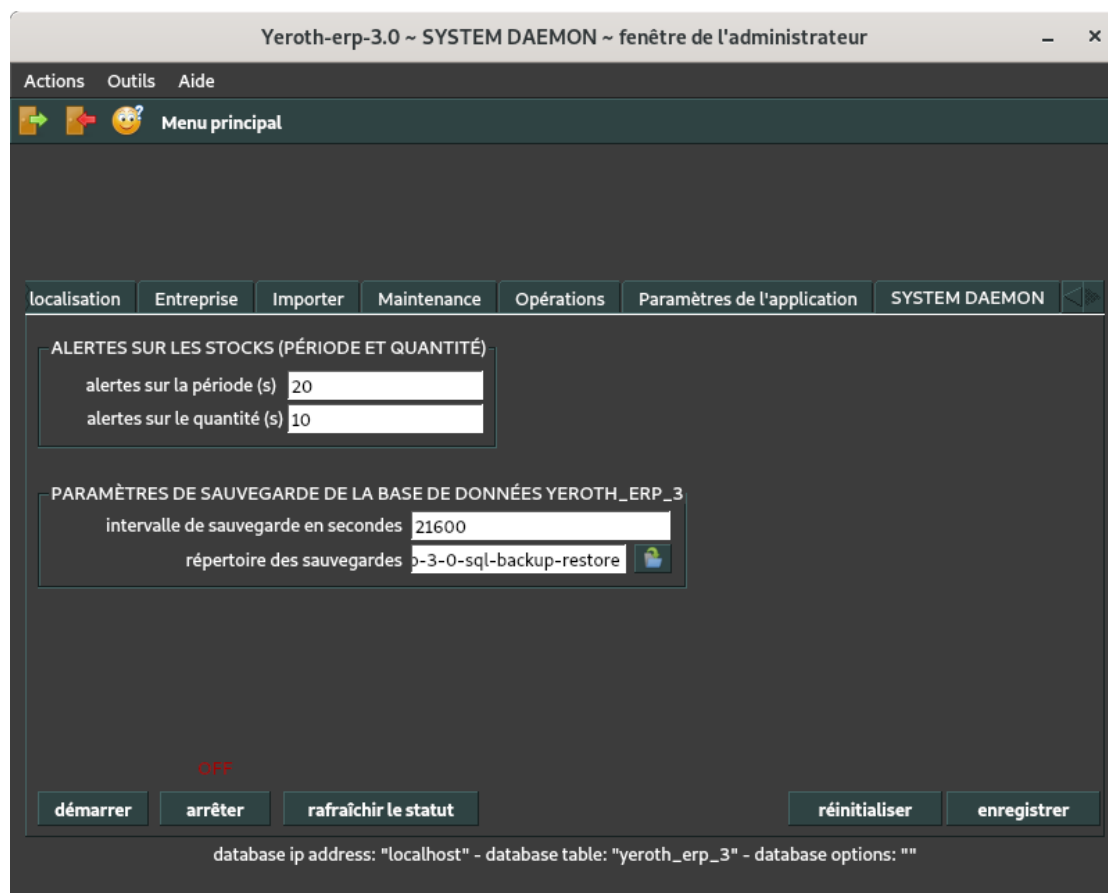 Yeroth-erp-3.0 ~ SYSTEM DAEMON ~ fenêtre de l'administrateur
Actions Outils Aide
Menu principal
localisation Entreprise Importer Maintenance Opérations Paramètres de l'application SYSTEM DAEMON
ALERTES SUR LES STOCKS (PÉRIODE ET QUANTITÉ)
alertes sur la période (s) 20
alertes sur le quantité (s) 10
PARAMÈTRES DE SAUVEGARDE DE LA BASE DE DONNÉES YEROTH_ERP_3
intervalle de sauvegarde en secondes 21600
répertoire des sauvegardes -3-0-sql-backup-restore
OFF
démarrer arrêter rafraîchir le statut réinitialiser enregistrer
database ip address: "localhost" - database table: "yeroth_erp_3" - database options: ""